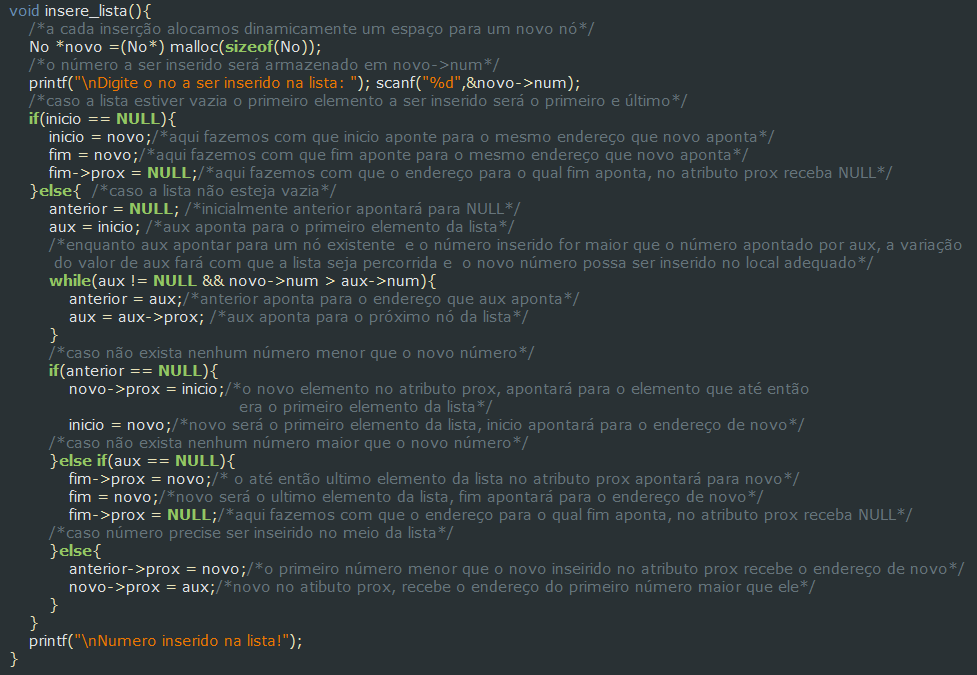 void insere_lista(){
/*a cada inserção alocamos dinamicamente um espaço para um novo nó*/
No *novo =(No*) malloc(sizeof(No));
/*o número a ser inserido será armazenado em novo->num*/
printf("\nDigite o no a ser inserido na lista: "); scanf("%d",&novo->num);
/*caso a lista estiver vazia o primeiro elemento a ser inserido será o primeiro e último*/
if(inicio == NULL){
inicio = novo;/*aqui fazemos com que inicio aponte para o mesmo endereço que novo aponta*/
fim = novo;/*aqui fazemos com que fim aponte para o mesmo endereço que novo aponta*/
fim->prox = NULL;/*aqui fazemos com que o endereço para o qual fim aponta, no atributo prox receba NULL*/
}else{ /*caso a lista não esteja vazia*/
anterior = NULL; /*inicialmente anterior apontará para NULL*/
aux = inicio; /*aux aponta para o primeiro elemento da lista*/
/*enquanto aux apontar para um nó existente e o número inserido for maior que o número apontado por aux, a variação
do valor de aux fará com que a lista seja percorrida e o novo número possa ser inserido no local adequado*/
while(aux != NULL && novo->num > aux->num){
anterior = aux;/*anterior aponta para o endereço que aux aponta*/
aux = aux->prox; /*aux aponta para o próximo nó da lista*/
}
/*caso não exista nenhum número menor que o novo número*/
if(anterior == NULL){
novo->prox = inicio;/*o novo elemento no atributo prox, apontará para o elemento que até então
era o primeiro elemento da lista*/
inicio = novo;/*novo será o primeiro elemento da lista, inicio apontará para o endereço de novo*/
/*caso não exista nenhum número maior que o novo número*/
}else if(aux == NULL){
fim->prox = novo;/* o até então ultimo elemento da lista no atributo prox apontará para novo*/
fim = novo;/*novo será o ultimo elemento da lista, fim apontará para o endereço de novo*/
fim->prox = NULL;/*aqui fazemos com que o endereço para o qual fim aponta, no atributo prox receba NULL*/
/*caso número precise ser inseirido no meio da lista*/
}else{
anterior->prox = novo;/*o primeiro número menor que o novo inseirido no atributo prox recebe o endereço de novo*/
novo->prox = aux;/*novo no atibuto prox, recebe o endereço do primeiro número maior que ele*/
}
}
printf("\nNumero inserido na lista!");
}